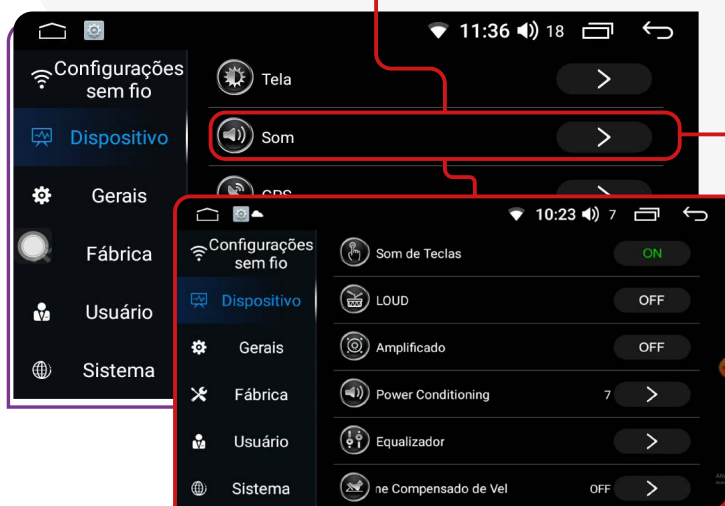 11:36 18
Configurações
sem fio
Tela
Dispositivo
Som
Gerais
GPS
Fábrica
Usuário
Sistema
10:23 7
Configurações
sem fio
Som de Teclas
ON
Dispositivo
LOUD
OFF
Gerais
Amplificado
OFF
Fábrica
Power Conditioning
7
Usuário
Equalizador
Sistema
ne Compensado de Vel
OFF